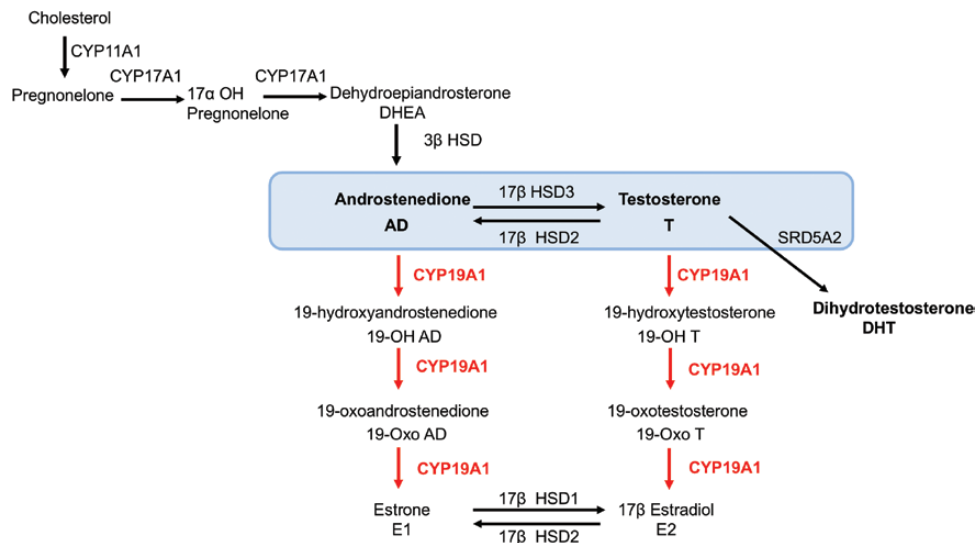 Cholesterol
CYP11A1
CYP17A1
CYP17A1
Pregnonelone
17α OH
Pregnonelone
Dehydroepiandrosterone
DHEA
3β HSD
Androstenedione
AD
17β HSD3
17β HSD2
Testosterone
T
SRD5A2
CYP19A1
CYP19A1
Dihydrotestosterone
DHT
19-hydroxyandrostenedione
19-OH AD
19-hydroxytestosterone
19-OH T
CYP19A1
CYP19A1
19-oxoandrostenedione
19-Oxo AD
19-oxotestosterone
19-Oxo T
CYP19A1
CYP19A1
Estrone
E1
17β HSD1
17β HSD2
17β Estradiol
E2